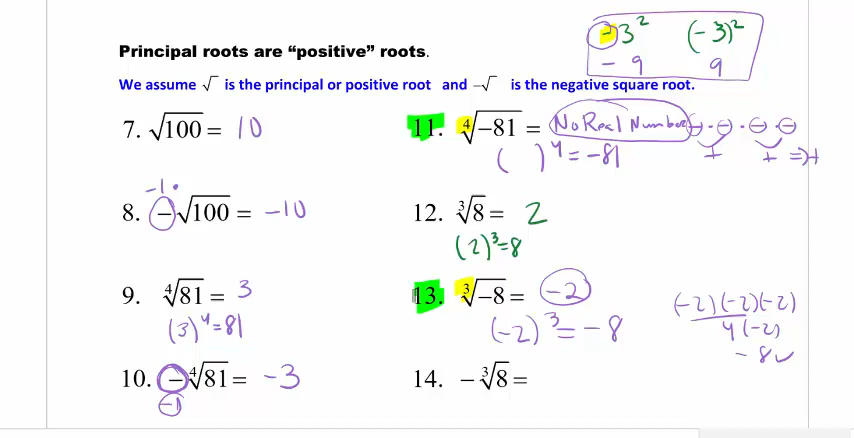 -3² (-3)²
-9 9
Principal roots are “positive” roots.
We assume √ is the principal or positive root and -√ is the negative square root.
7. √100 = 10
-1·
8. -√100 = -10
9. ∜81 = 3
(3)⁴=81
10. -∜81 = -3
-1
11. ∜-81 = No Real Number - · - · - · -
( )⁴ = -81 + + => +
12. ∛8 = 2
(2)³=8
13. ∛-8 = -2
(-2)³ = -8
(-2)(-2)(-2)
4(-2)
-8✓
14. -∛8 =